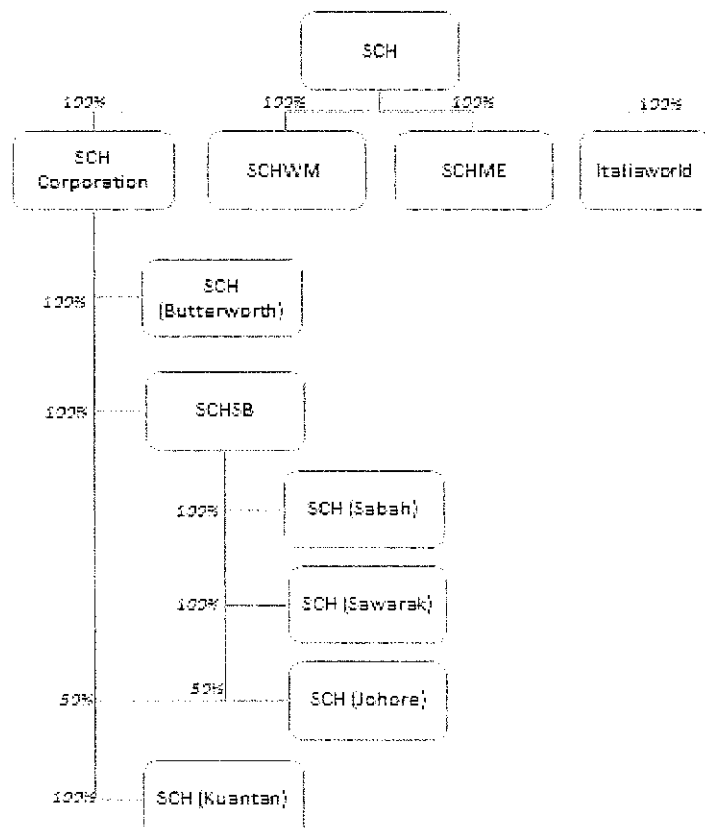 SCH
100%
100%
100%
100%
SCH
Corporation
SCHWM
SCHME
Italiaworld
100%
SCH
(Butterworth)
100%
SCHSB
100%
SCH (Sabah)
100%
SCH (Sawarak)
50%
50%
SCH (Johore)
100%
SCH (Kuantan)